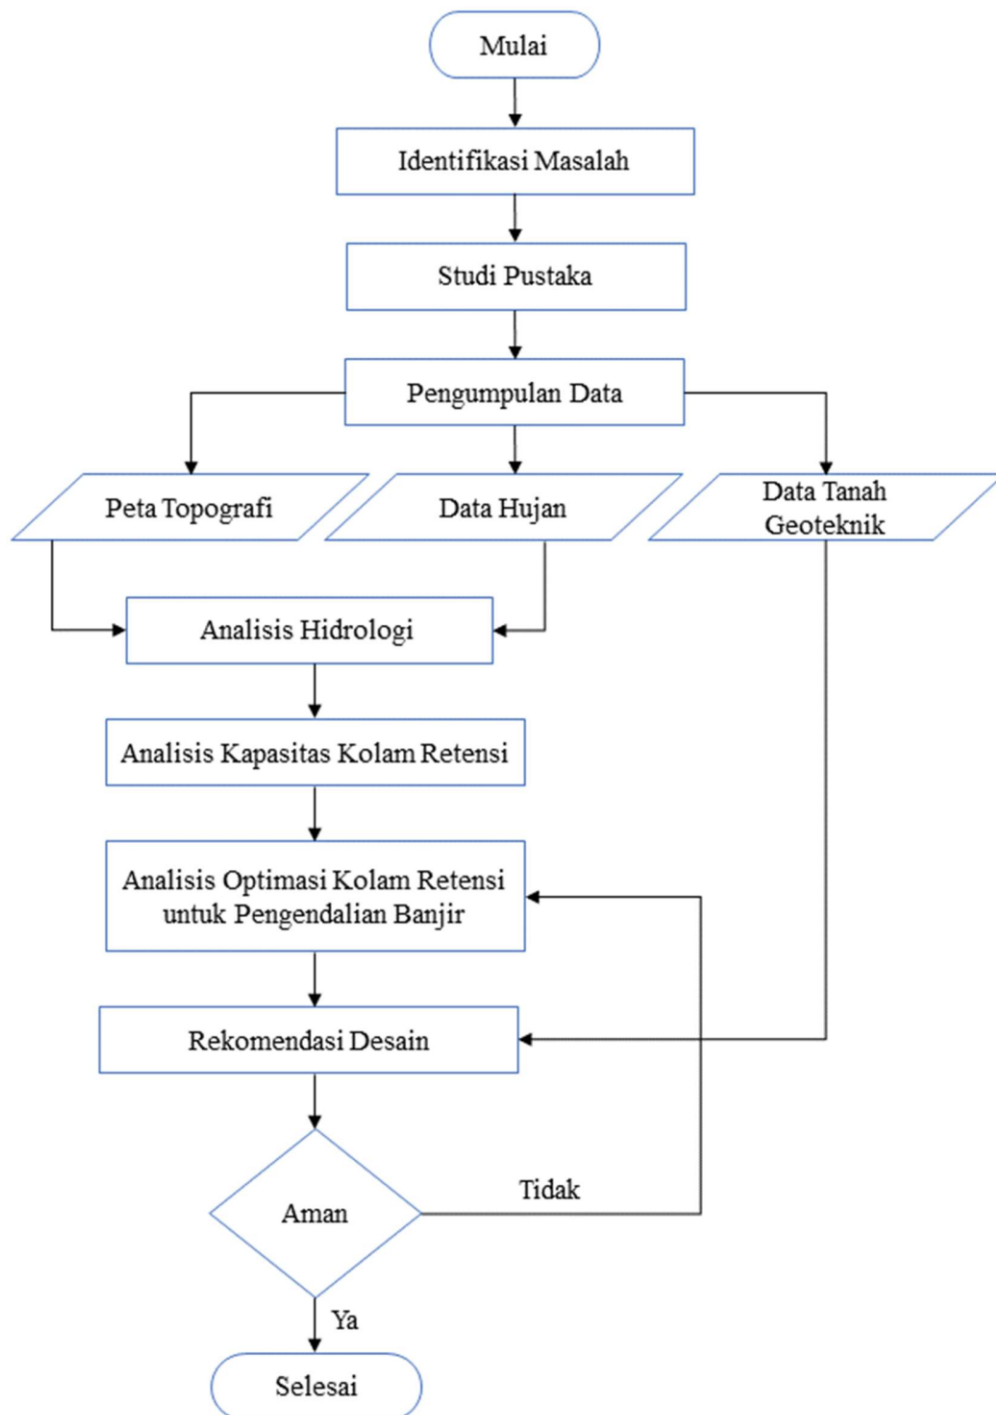 Mulai
Identifikasi Masalah
Studi Pustaka
Pengumpulan Data
Peta Topografi
Data Hujan
Data Tanah
Geoteknik
Analisis Hidrologi
Analisis Kapasitas Kolam Retensi
Analisis Optimasi Kolam Retensi
untuk Pengendalian Banjir
Rekomendasi Desain
Aman
Tidak
Ya
Selesai